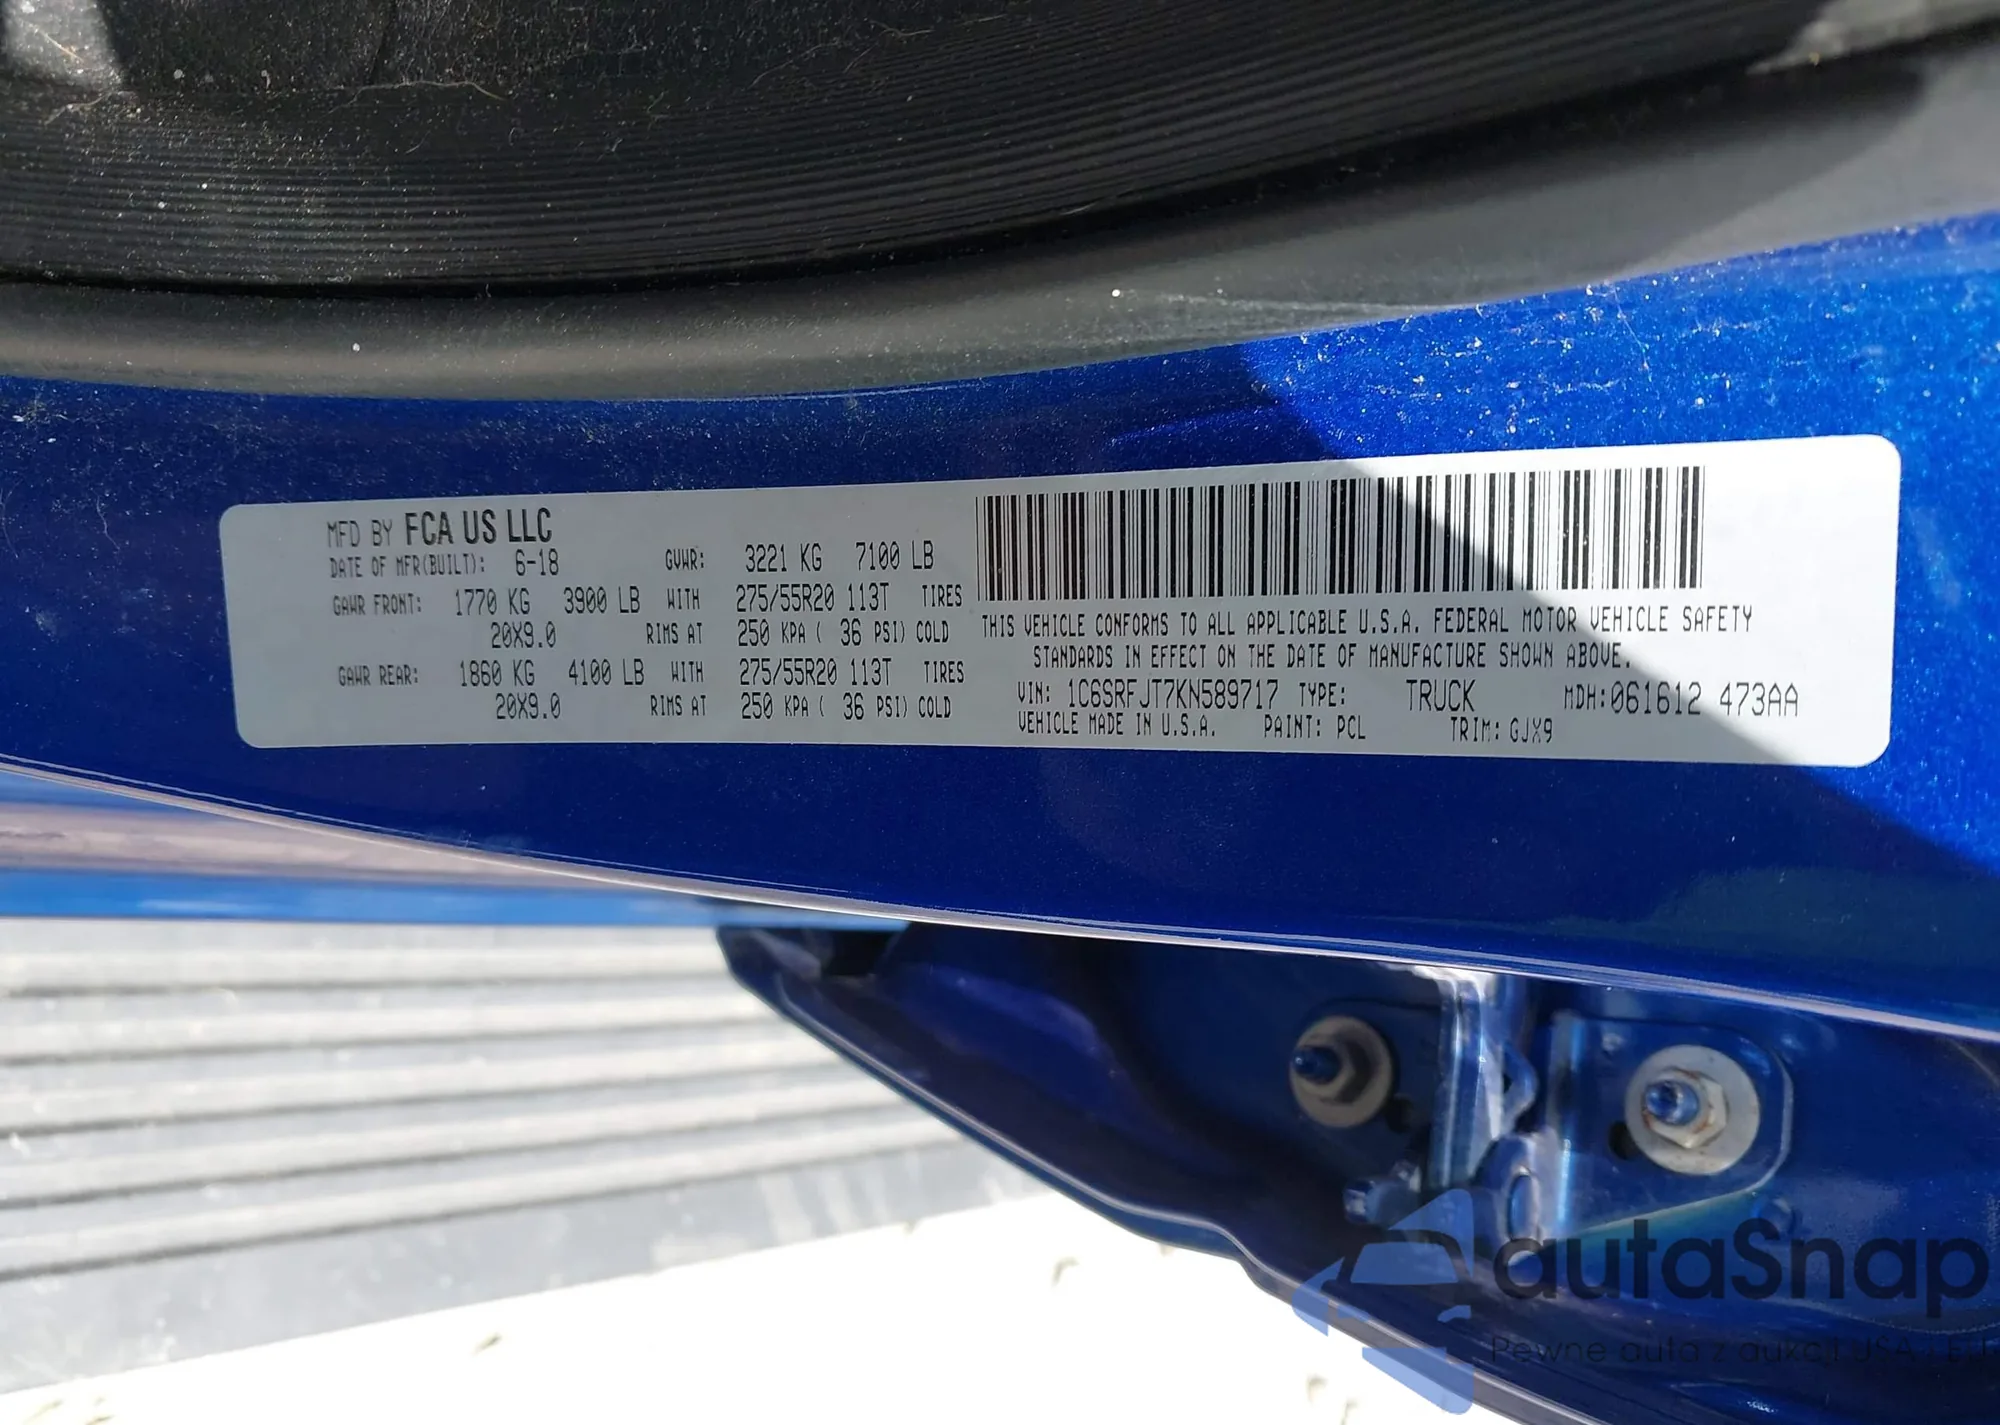 MFD BY FCA US LLC
DATE OF MFR(BUILT): 6-18 GVWR: 3221 KG 7100 LB
GAWR FRONT: 1770 KG 3900 LB WITH 275/55R20 113T TIRES
20X9.0 RIMS AT 250 KPA ( 36 PSI) COLD
GAWR REAR: 1860 KG 4100 LB WITH 275/55R20 113T TIRES
20X9.0 RIMS AT 250 KPA ( 36 PSI) COLD
THIS VEHICLE CONFORMS TO ALL APPLICABLE U.S.A. FEDERAL MOTOR VEHICLE SAFETY
STANDARDS IN EFFECT ON THE DATE OF MANUFACTURE SHOWN ABOVE.
VIN: 1C6SRFJT7KN589717 TYPE: TRUCK MDH:061612 473AA
VEHICLE MADE IN U.S.A. PAINT: PCL TRIM: GJX9
autaSnap
Pewne auta z aukcji USA